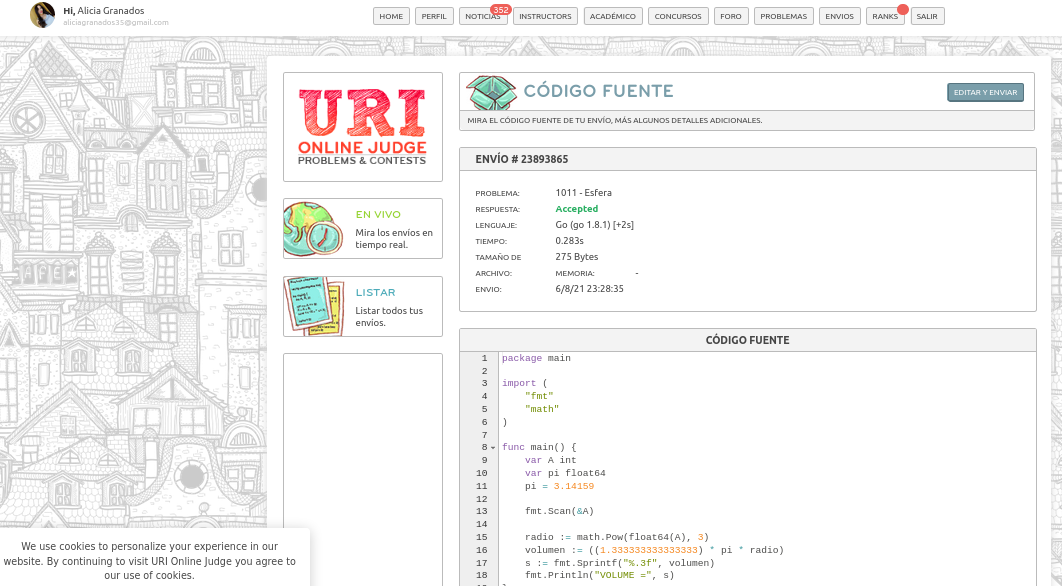 Hi, Alicia Granados
aliciagranados35@gmail.com
HOME PERFIL NOTICIAS 352 INSTRUCTORS ACADÉMICO CONCURSOS FORO PROBLEMAS ENVIOS RANKS SALIR
URI
ONLINE JUDGE
PROBLEMS & CONTESTS
EN VIVO
Mira los envíos en
tiempo real.
LISTAR
Listar todos tus
envíos.
CÓDIGO FUENTE
EDITAR Y ENVIAR
MIRA EL CÓDIGO FUENTE DE TU ENVÍO, MÁS ALGUNOS DETALLES ADICIONALES.
ENVÍO # 23893865
PROBLEMA: 1011 - Esfera
RESPUESTA: Accepted
LENGUAJE: Go (go 1.8.1) [+2s]
TIEMPO: 0.283s
TAMAÑO DE 275 Bytes
ARCHIVO: MEMORIA: -
ENVIO: 6/8/21 23:28:35
CÓDIGO FUENTE
1 package main
2
3 import (
4 "fmt"
5 "math"
6 )
7
8 func main() {
9 var A int
10 var pi float64
11 pi = 3.14159
12
13 fmt.Scan(&A)
14
15 radio := math.Pow(float64(A), 3)
16 volumen := ((1.333333333333333) * pi * radio)
17 s := fmt.Sprintf("%.3f", volumen)
18 fmt.Println("VOLUME =", s)
We use cookies to personalize your experience in our
website. By continuing to visit URI Online Judge you agree to
our use of cookies.